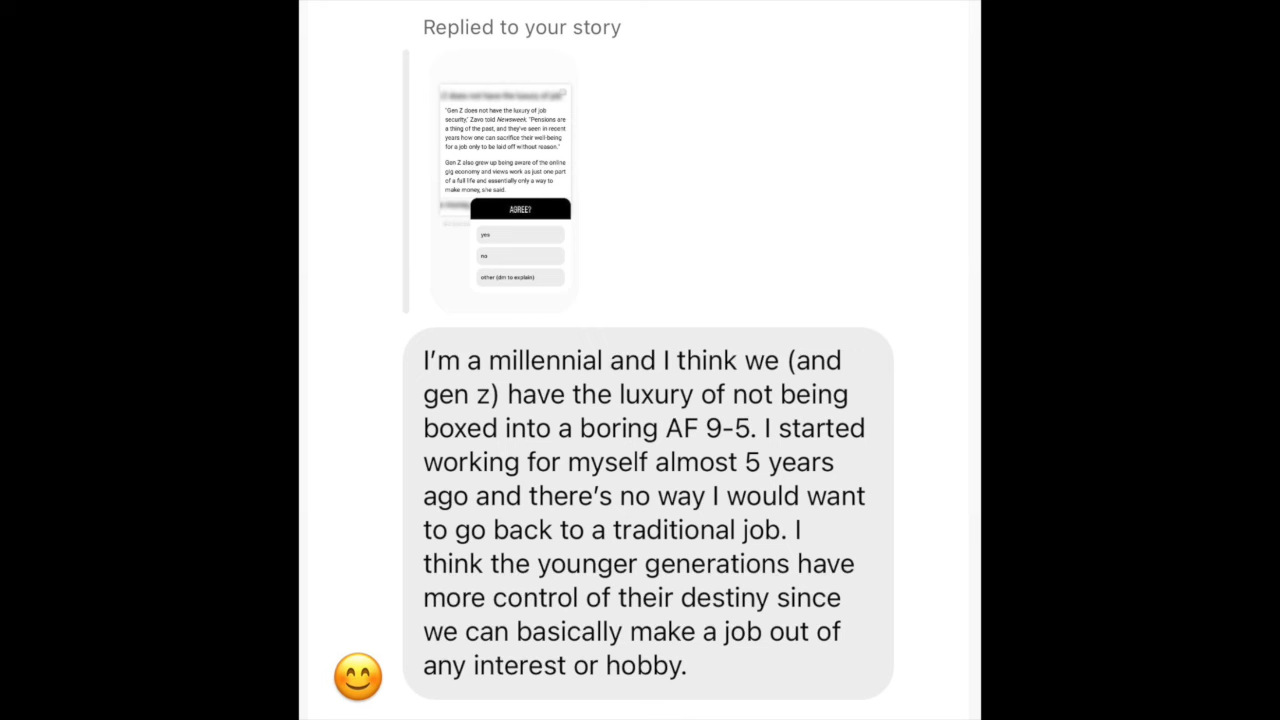 Replied to your story
"Gen Z does not have the luxury of job
security," Zavo told Newsweek. "Pensions are
a thing of the past, and they've seen in recent
years how one can sacrifice their well-being
for a job only to be laid off without reason."
Gen Z also grew up being aware of the online
gig economy and views work as just one part
of a full life and essentially only a way to
make money, she said.
AGREE?
yes
no
other (dm to explain)
I'm a millennial and I think we (and
gen z) have the luxury of not being
boxed into a boring AF 9-5. I started
working for myself almost 5 years
ago and there's no way I would want
to go back to a traditional job. I
think the younger generations have
more control of their destiny since
we can basically make a job out of
any interest or hobby.